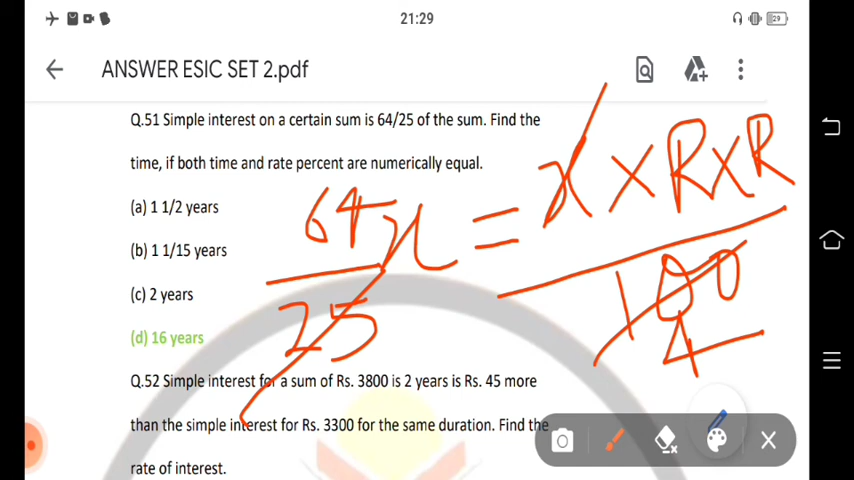 21:29
29
ANSWER ESIC SET 2.pdf
Q.51 Simple interest on a certain sum is 64/25 of the sum. Find the
time, if both time and rate percent are numerically equal.
(a) 1 1/2 years
(b) 1 1/15 years
(c) 2 years
(d) 16 years
64/25 x = x × R × R / 100
4
Q.52 Simple interest for a sum of Rs. 3800 is 2 years is Rs. 45 more
than the simple interest for Rs. 3300 for the same duration. Find the
rate of interest.